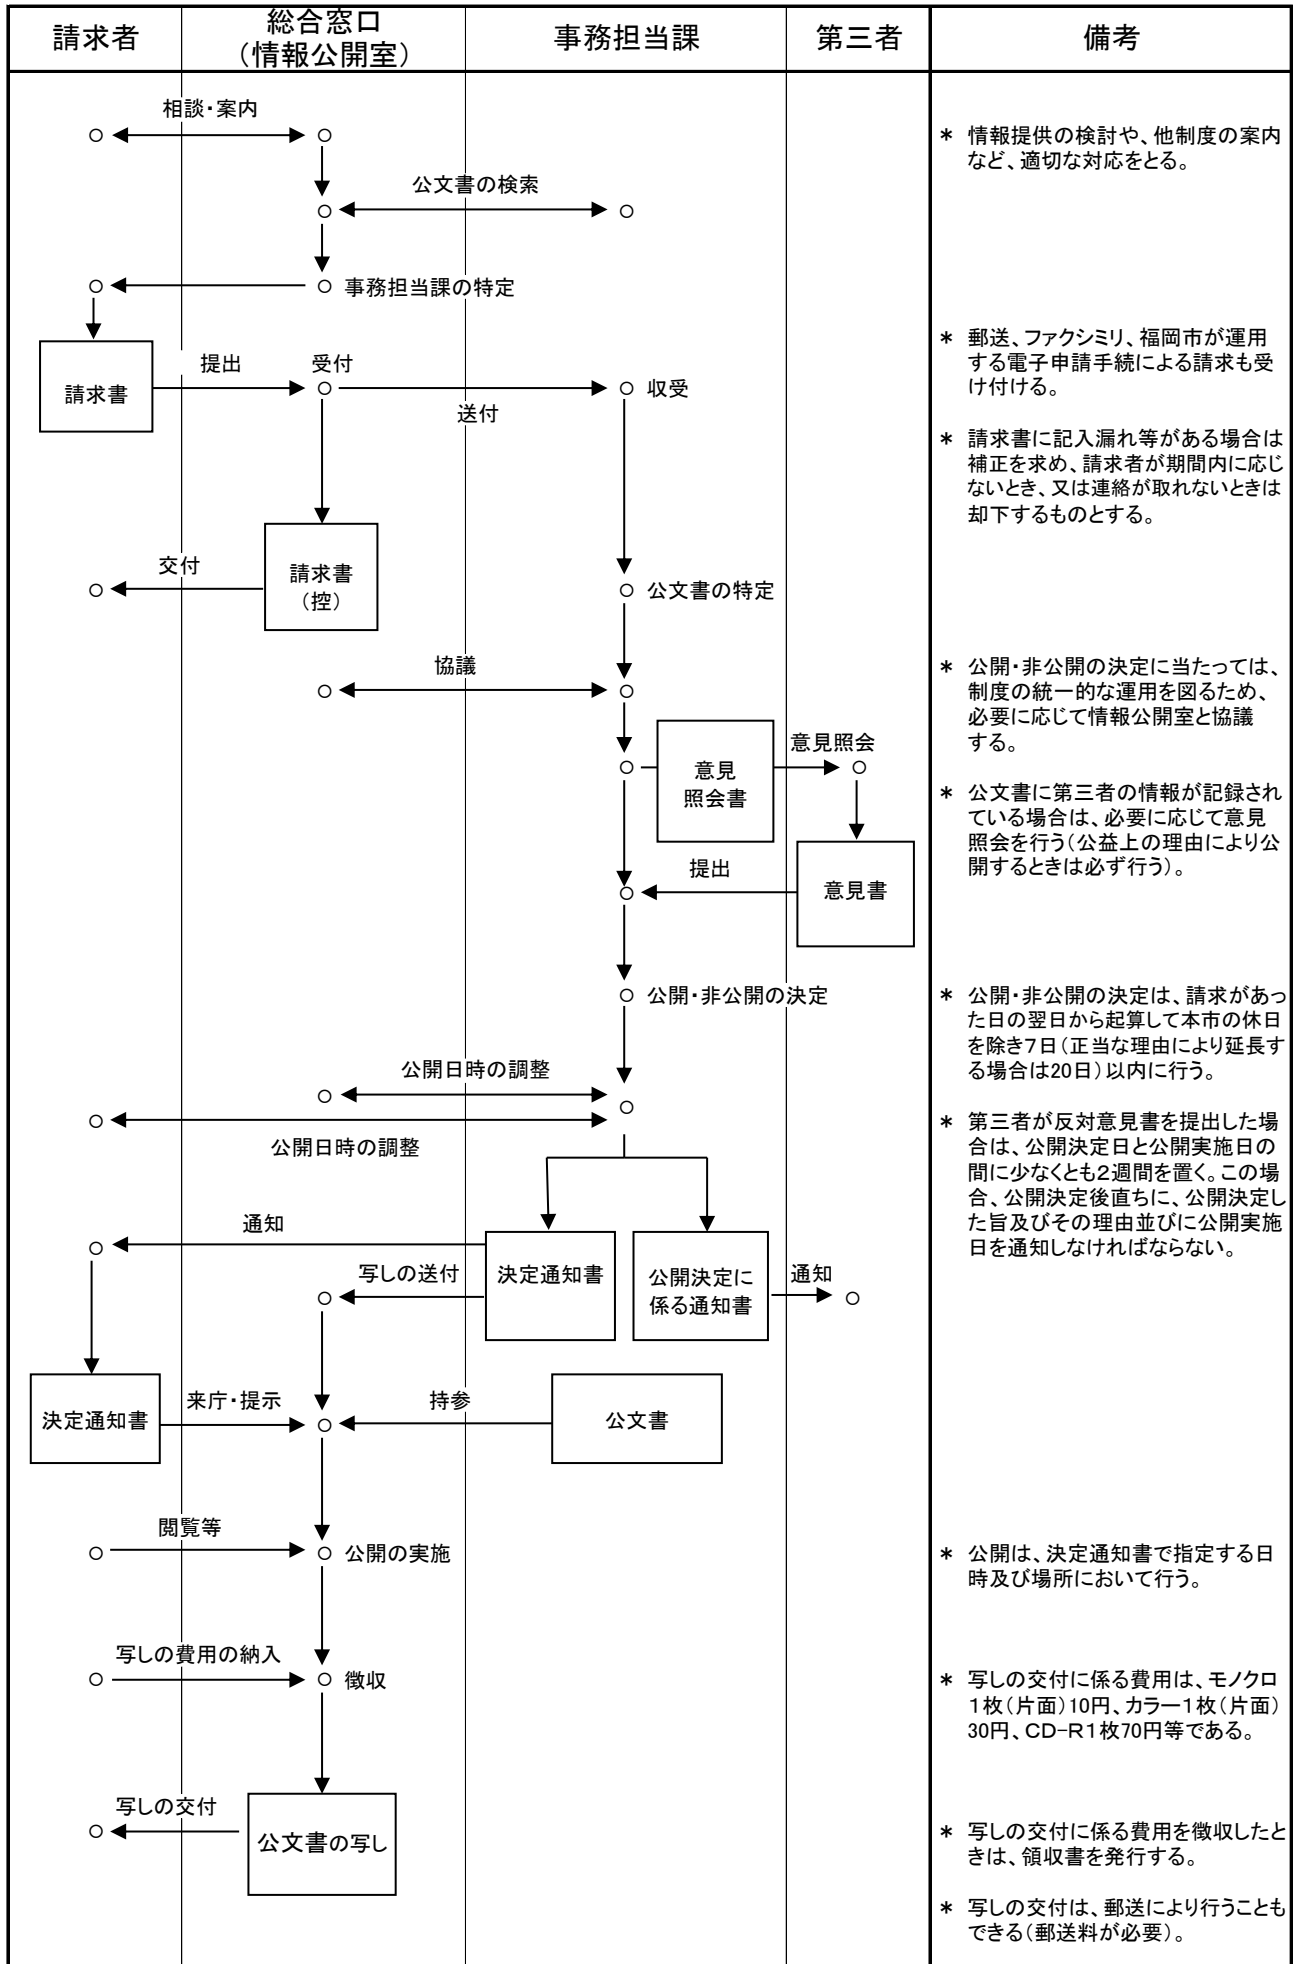 請求者
総合窓口
（情報公開室）
事務担当課
第三者
備考
相談・案内
＊ 情報提供の検討や、他制度の案内
など、適切な対応をとる。
公文書の検索
事務担当課の特定
＊ 郵送、ファクシミリ、福岡市が運用
する電子申請手続による請求も受
け付ける。
請求書
提出
受付
送付
収受
＊ 請求書に記入漏れ等がある場合は
補正を求め、請求者が期間内に応じ
ないとき、又は連絡が取れないときは
却下するものとする。
交付
請求書
（控）
公文書の特定
協議
＊ 公開・非公開の決定に当たっては、
制度の統一的な運用を図るため、
必要に応じて情報公開室と協議
する。
意見
照会書
意見照会
＊ 公文書に第三者の情報が記録され
ている場合は、必要に応じて意見
照会を行う（公益上の理由により公
開するときは必ず行う）。
提出
意見書
公開・非公開の決定
＊ 公開・非公開の決定は、請求があっ
た日の翌日から起算して本市の休日
を除き７日（正当な理由により延長す
る場合は20日）以内に行う。
公開日時の調整
公開日時の調整
＊ 第三者が反対意見書を提出した場
合は、公開決定日と公開実施日の
間に少なくとも２週間を置く。この場
合、公開決定後直ちに、公開決定し
た旨及びその理由並びに公開実施
日を通知しなければならない。
通知
写しの送付
決定通知書
公開決定に
係る通知書
通知
決定通知書
来庁・提示
持参
公文書
閲覧等
公開の実施
＊ 公開は、決定通知書で指定する日
時及び場所において行う。
写しの費用の納入
徴収
＊ 写しの交付に係る費用は、モノクロ
１枚（片面）10円、カラー１枚（片面）
30円、ＣＤ-Ｒ１枚70円等である。
写しの交付
公文書の写し
＊ 写しの交付に係る費用を徴収したと
きは、領収書を発行する。
＊ 写しの交付は、郵送により行うことも
できる（郵送料が必要）。